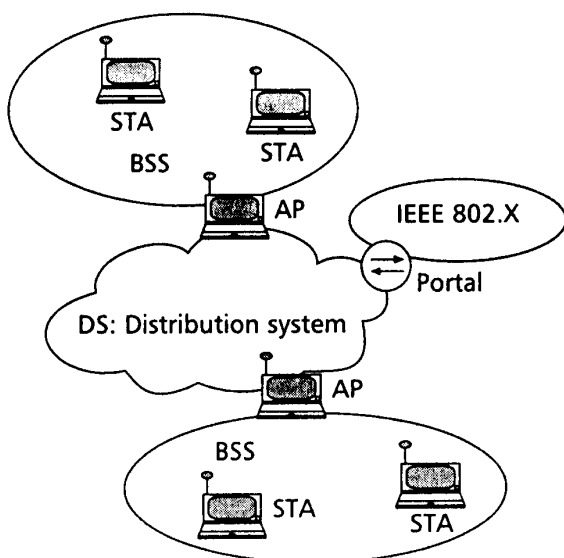 STA
STA
BSS
AP
IEEE 802.X
Portal
DS: Distribution system
AP
BSS
STA
STA